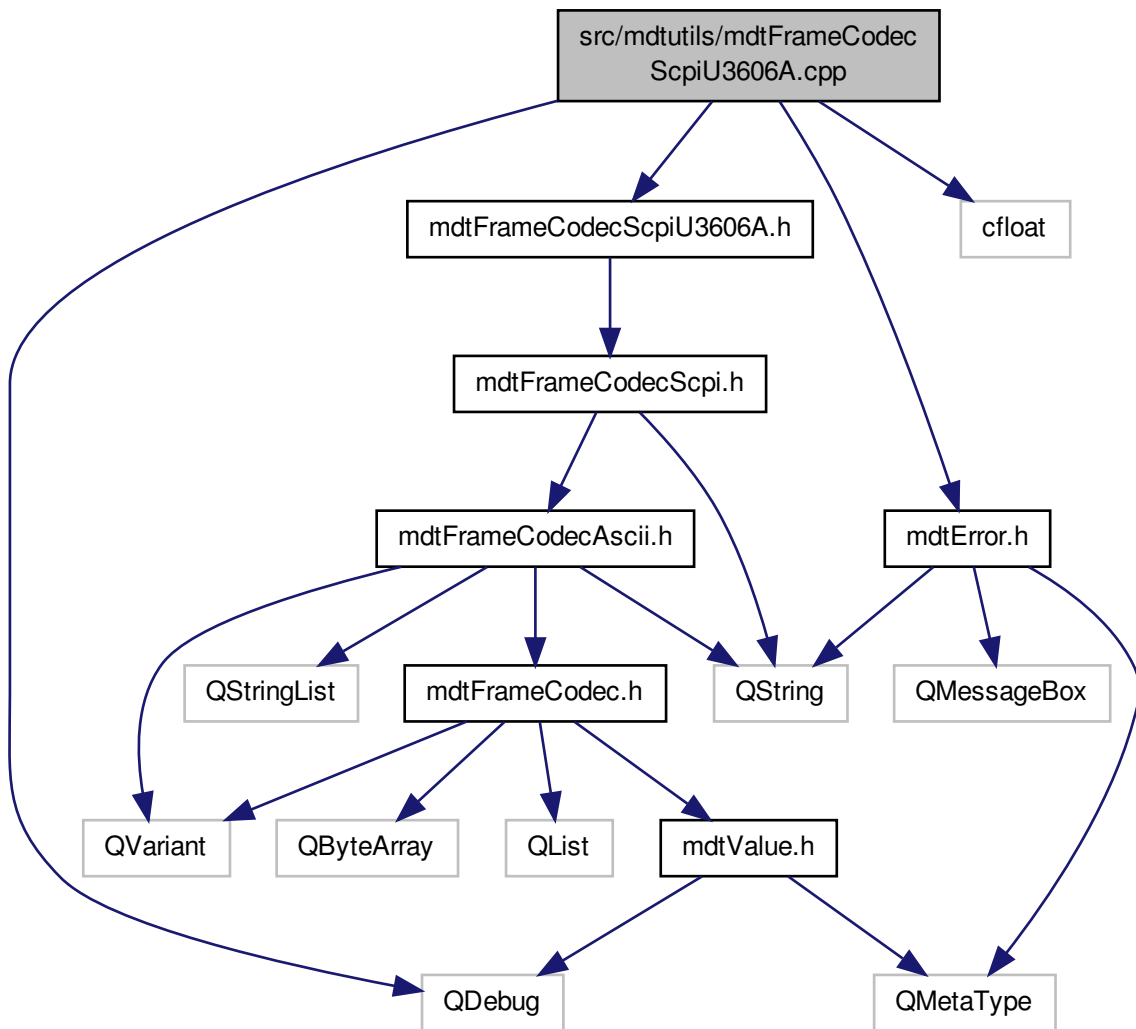 src/mdtutils/mdtFrameCodec
ScpiU3606A.cpp
mdtFrameCodecScpiU3606A.h
cfloat
mdtFrameCodecScpi.h
mdtFrameCodecAscii.h
mdtError.h
QStringList
mdtFrameCodec.h
QString
QMessageBox
QVariant
QByteArray
QList
mdtValue.h
QDebug
QMetaType